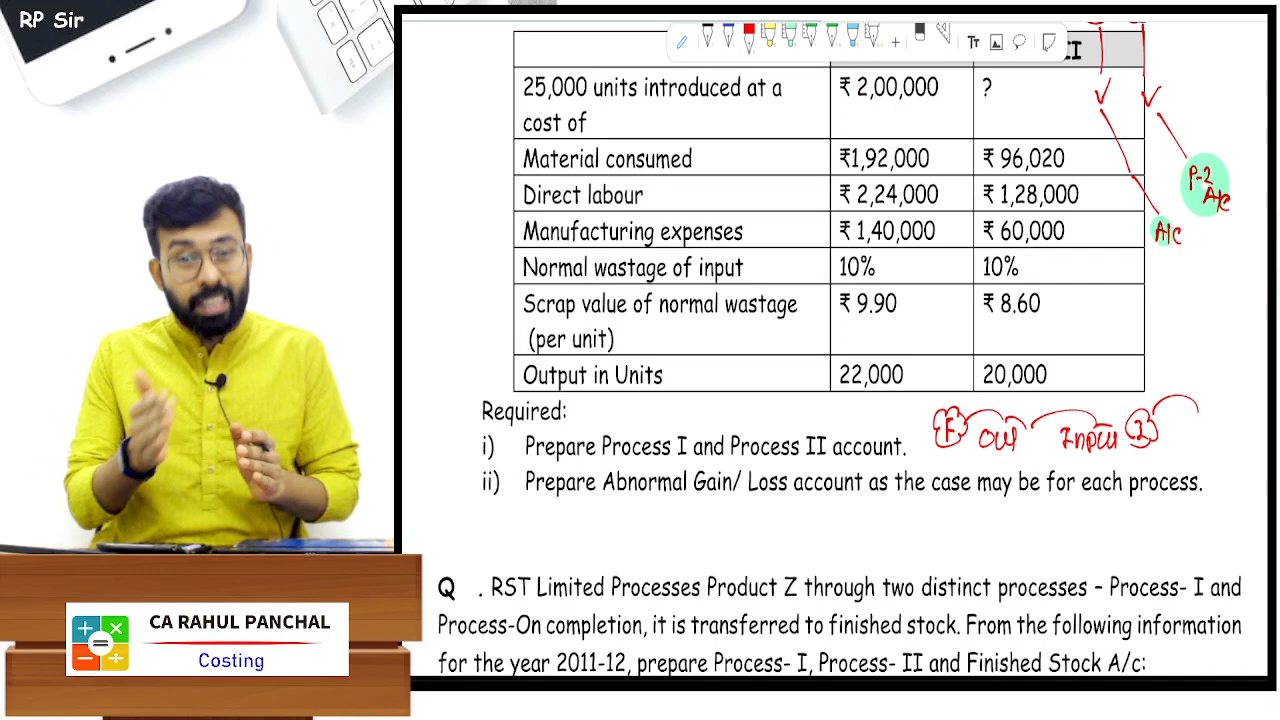 RP Sir
II
25,000 units introduced at a cost of ₹ 2,00,000 ?
Material consumed ₹1,92,000 ₹ 96,020
Direct labour ₹ 2,24,000 ₹ 1,28,000
Manufacturing expenses ₹ 1,40,000 ₹ 60,000
Normal wastage of input 10% 10%
Scrap value of normal wastage (per unit) ₹ 9.90 ₹ 8.60
Output in Units 22,000 20,000
P-2
A/c
A/c
Required:
i) Prepare Process I and Process II account.
ii) Prepare Abnormal Gain/ Loss account as the case may be for each process.
F Out Input I
Q . RST Limited Processes Product Z through two distinct processes – Process- I and
Process-On completion, it is transferred to finished stock. From the following information
for the year 2011-12, prepare Process- I, Process- II and Finished Stock A/c:
CA RAHUL PANCHAL
Costing